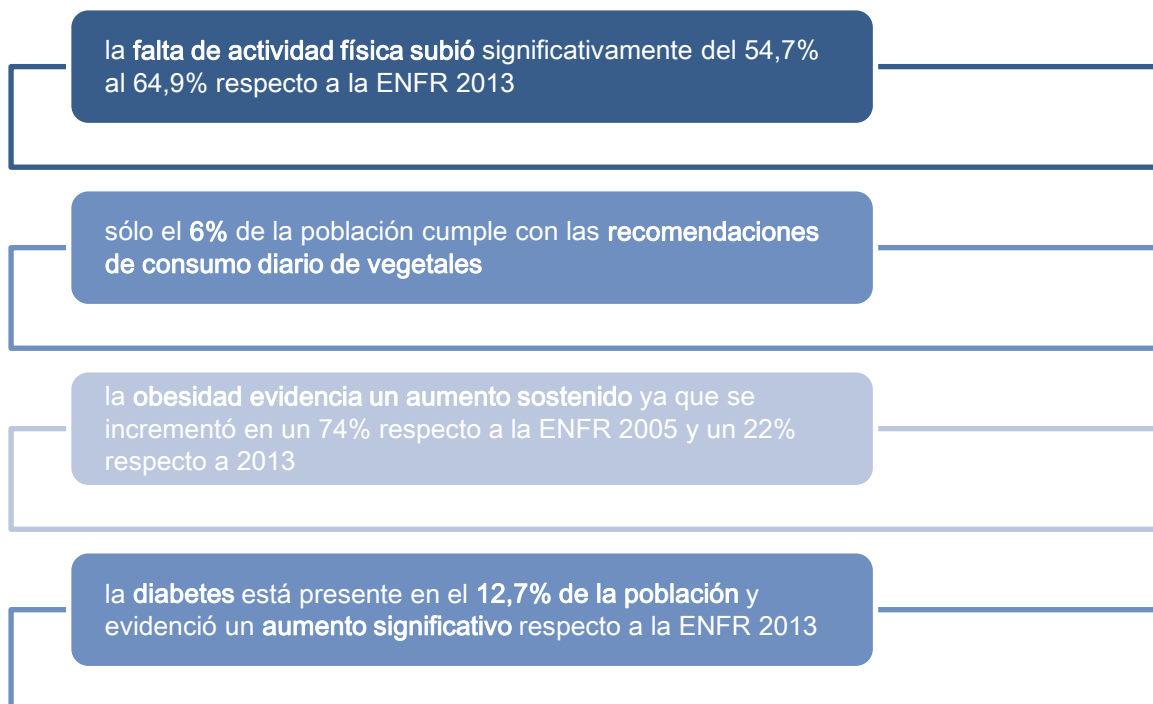 la falta de actividad física subió significativamente del 54,7%
al 64,9% respecto a la ENFR 2013
sólo el 6% de la población cumple con las recomendaciones
de consumo diario de vegetales
la obesidad evidencia un aumento sostenido ya que se
incrementó en un 74% respecto a la ENFR 2005 y un 22%
respecto a 2013
la diabetes está presente en el 12,7% de la población y
evidenció un aumento significativo respecto a la ENFR 2013